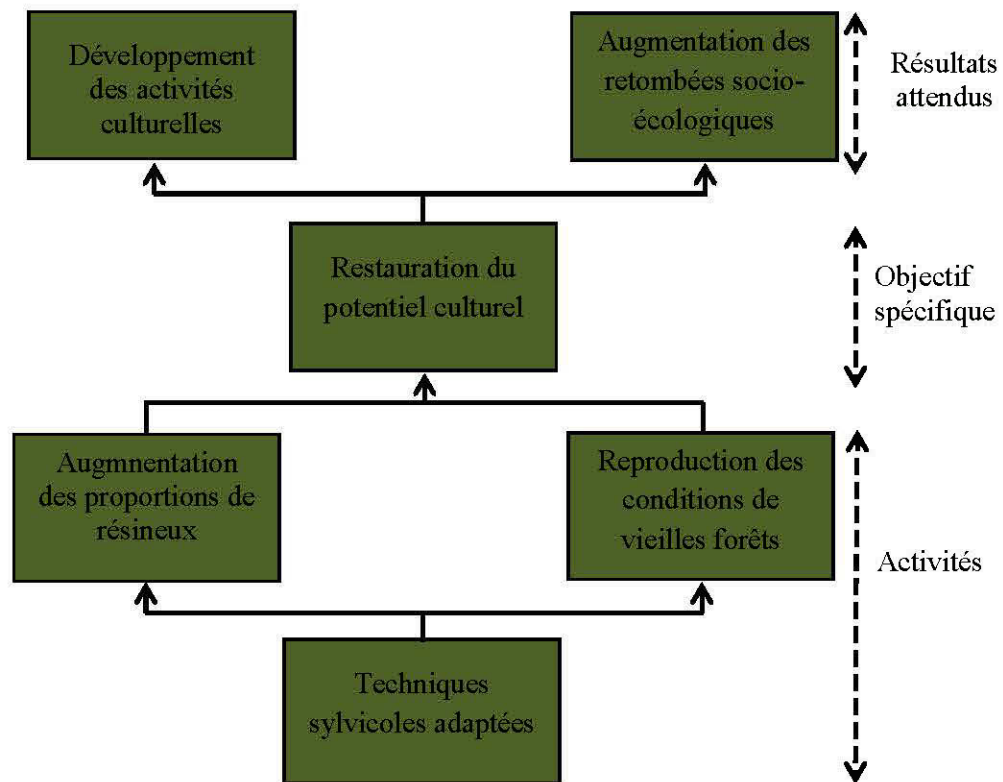 Développement
des activités
culturelles
Augmentation des
retombées socio-
écologiques
Résultats
attendus
Restauration du
potentiel culturel
Objectif
spécifique
Augmnentation
des proportions de
résineux
Reproduction des
conditions de
vieilles forêts
Activités
Techniques
sylvicoles adaptées